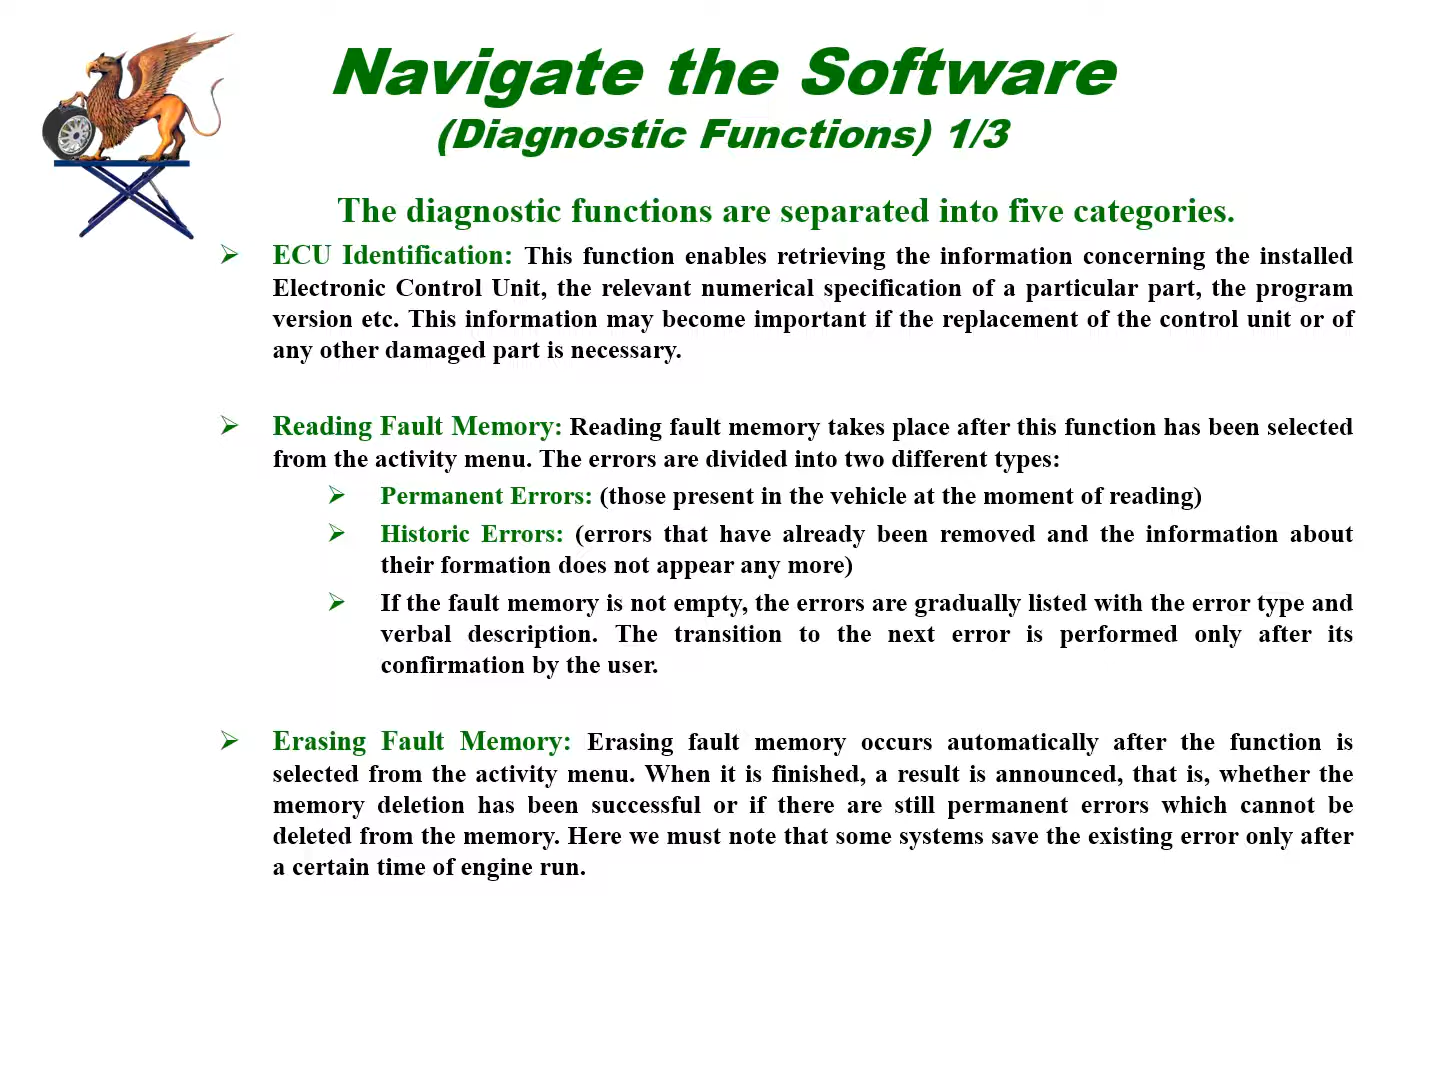 Navigate the Software
(Diagnostic Functions) 1/3
The diagnostic functions are separated into five categories.
ECU Identification: This function enables retrieving the information concerning the installed
Electronic Control Unit, the relevant numerical specification of a particular part, the program
version etc. This information may become important if the replacement of the control unit or of
any other damaged part is necessary.
Reading Fault Memory: Reading fault memory takes place after this function has been selected
from the activity menu. The errors are divided into two different types:
Permanent Errors: (those present in the vehicle at the moment of reading)
Historic Errors: (errors that have already been removed and the information about
their formation does not appear any more)
If the fault memory is not empty, the errors are gradually listed with the error type and
verbal description. The transition to the next error is performed only after its
confirmation by the user.
Erasing Fault Memory: Erasing fault memory occurs automatically after the function is
selected from the activity menu. When it is finished, a result is announced, that is, whether the
memory deletion has been successful or if there are still permanent errors which cannot be
deleted from the memory. Here we must note that some systems save the existing error only after
a certain time of engine run.